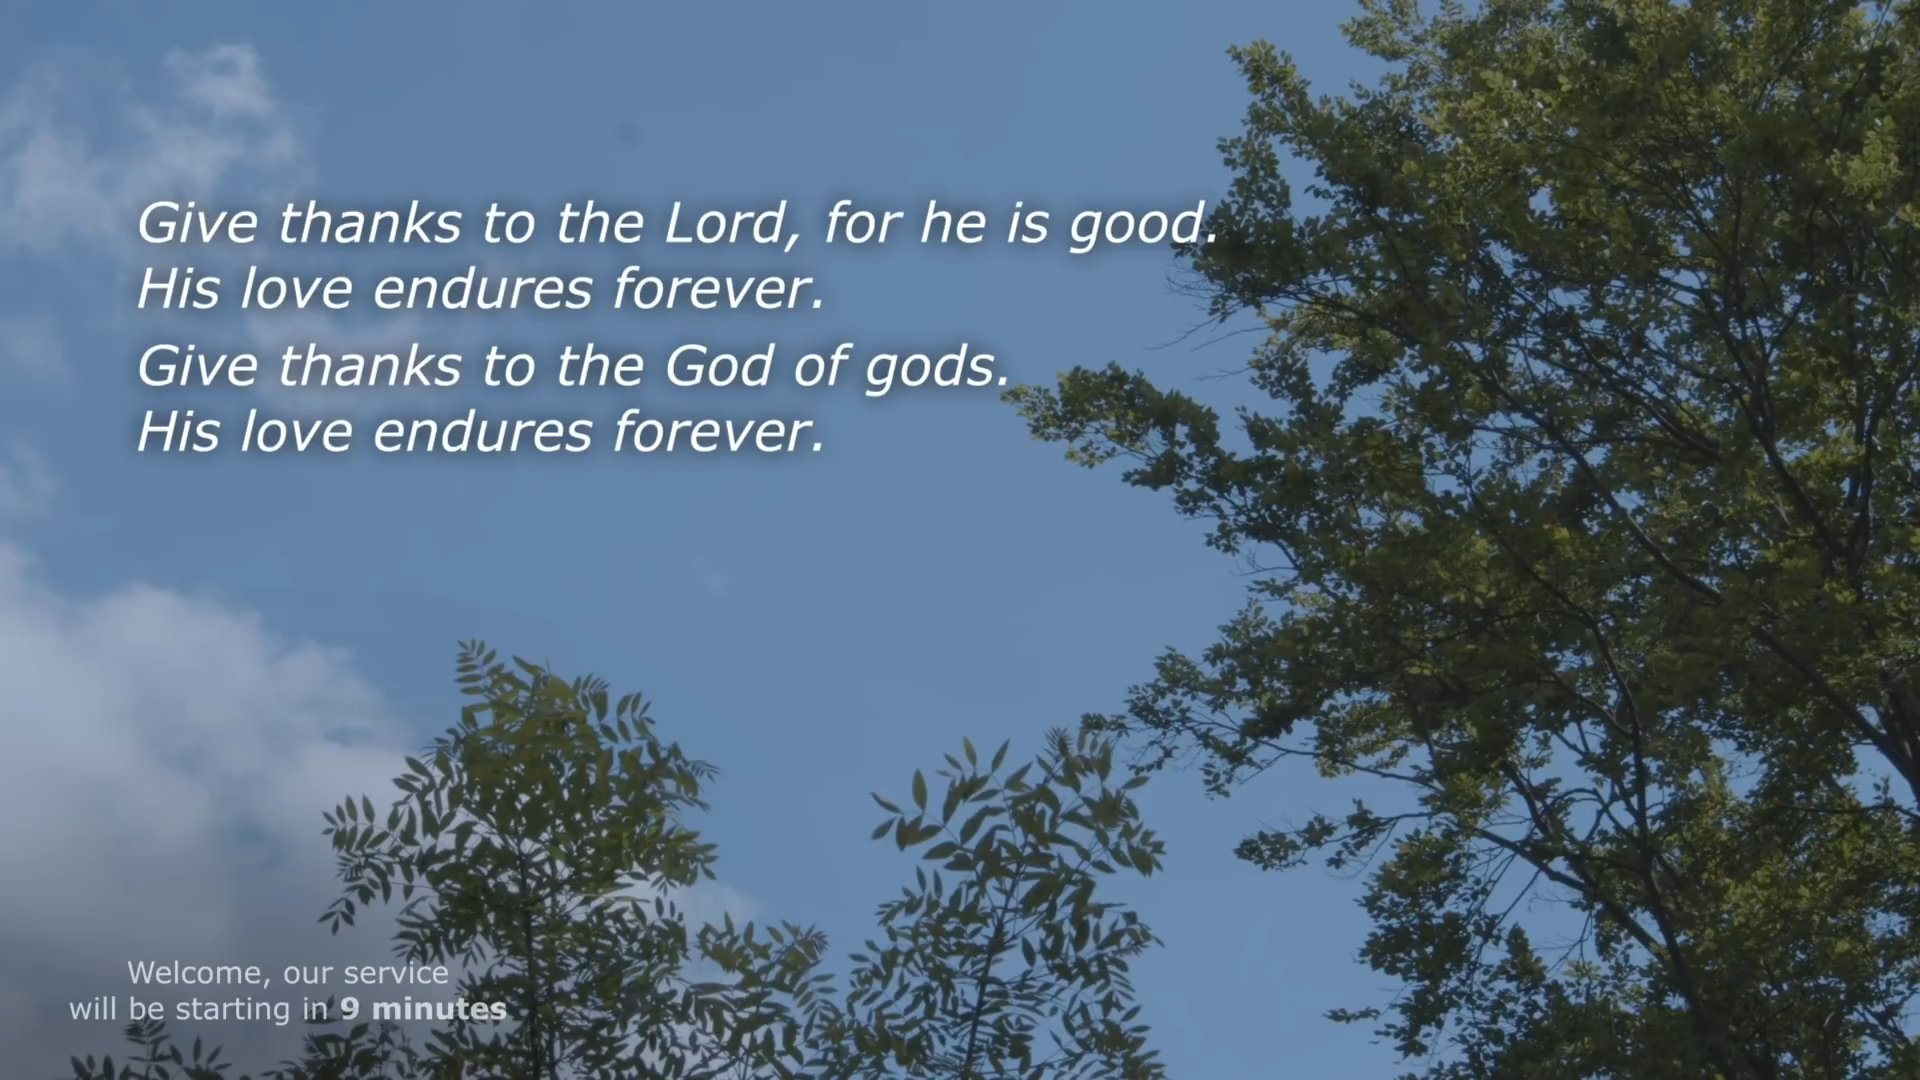 Give thanks to the Lord, for he is good.
His love endures forever.
Give thanks to the God of gods.
His love endures forever.
Welcome, our service
will be starting in 9 minutes